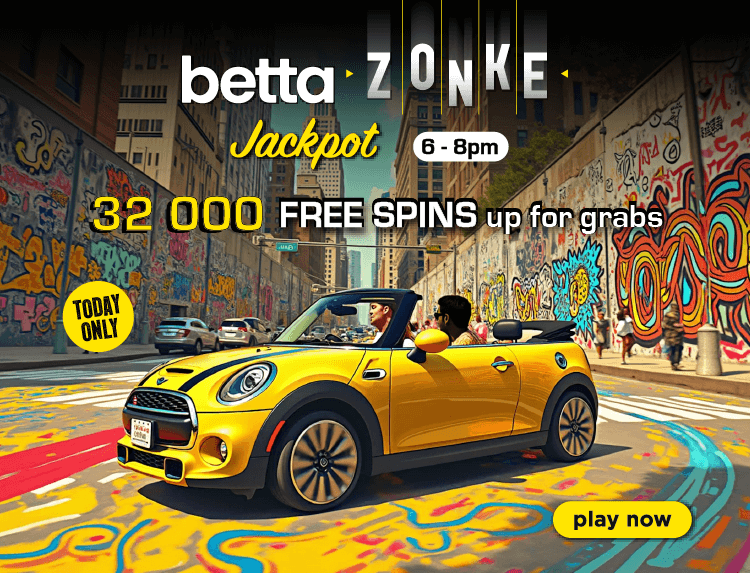 betta ZONKE
Jackpot 6 - 8pm
32 000 FREE SPINS up for grabs
TODAY
ONLY
play now